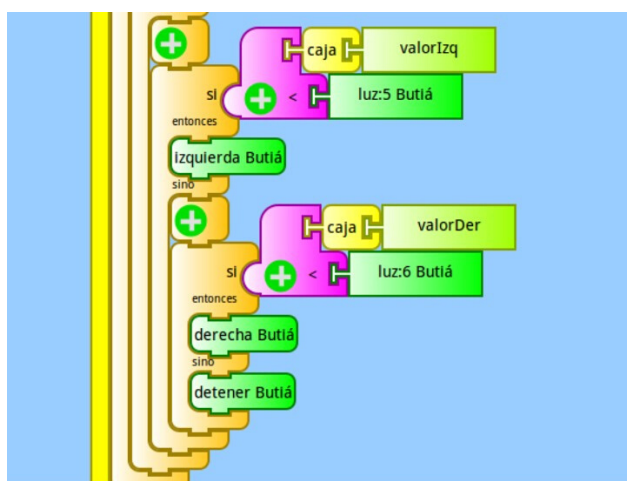 caja valorIzq
si < luz:5 Butiá
entonces
izquierda Butiá
sino
caja valorDer
si < luz:6 Butiá
entonces
derecha Butiá
sino
detener Butiá